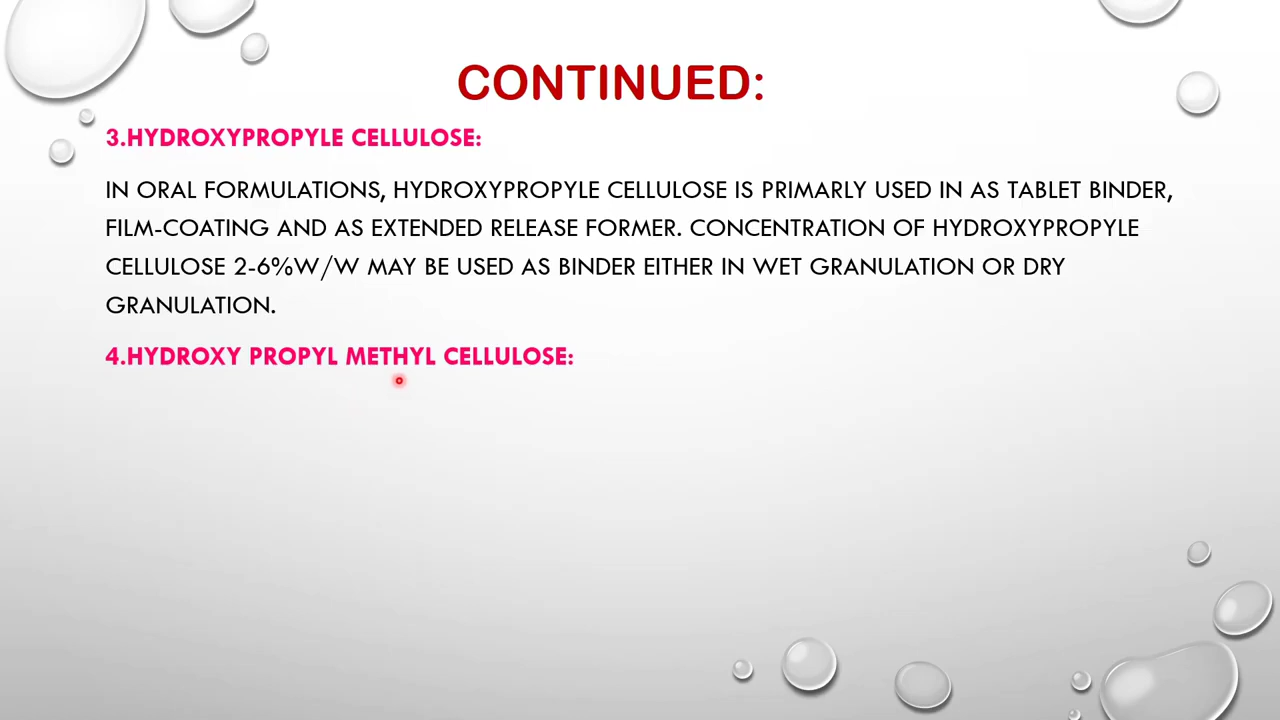 CONTINUED:
3.HYDROXYPROPYLE CELLULOSE:
IN ORAL FORMULATIONS, HYDROXYPROPYLE CELLULOSE IS PRIMARLY USED IN AS TABLET BINDER,
FILM-COATING AND AS EXTENDED RELEASE FORMER. CONCENTRATION OF HYDROXYPROPYLE
CELLULOSE 2-6%W/W MAY BE USED AS BINDER EITHER IN WET GRANULATION OR DRY
GRANULATION.
4.HYDROXY PROPYL METHYL CELLULOSE: